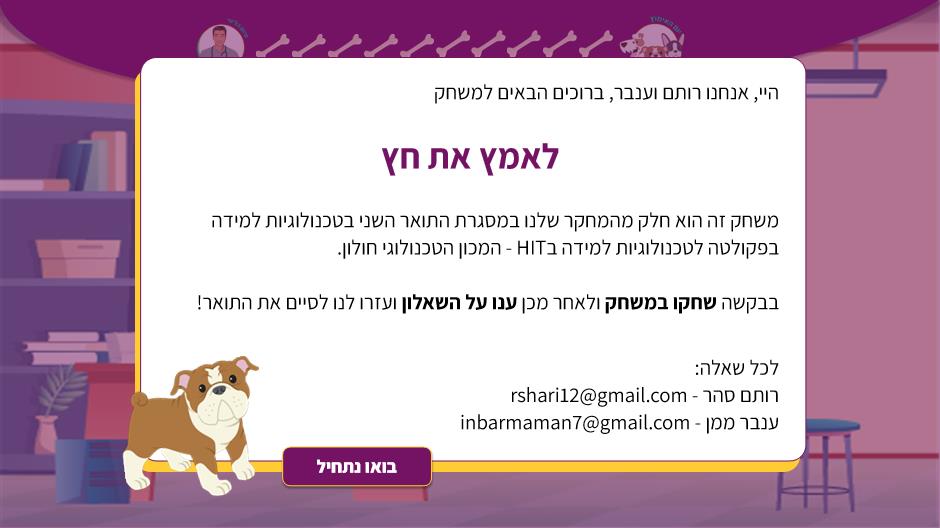 היי, אנחנו רותם וענבר, ברוכים הבאים למשחק
לאמץ את חץ
משחק זה הוא חלק מהמחקר שלנו במסגרת התואר השני בטכנולוגיות למידה
בפקולטה לטכנולוגיות למידה בHIT - המכון הטכנולוגי חולון.
בבקשה שחקו במשחק ולאחר מכן ענו על השאלון ועזרו לנו לסיים את התואר!
לכל שאלה:
רותם סהר - rshari12@gmail.com
ענבר ממן - inbarmaman7@gmail.com
בואו נתחיל